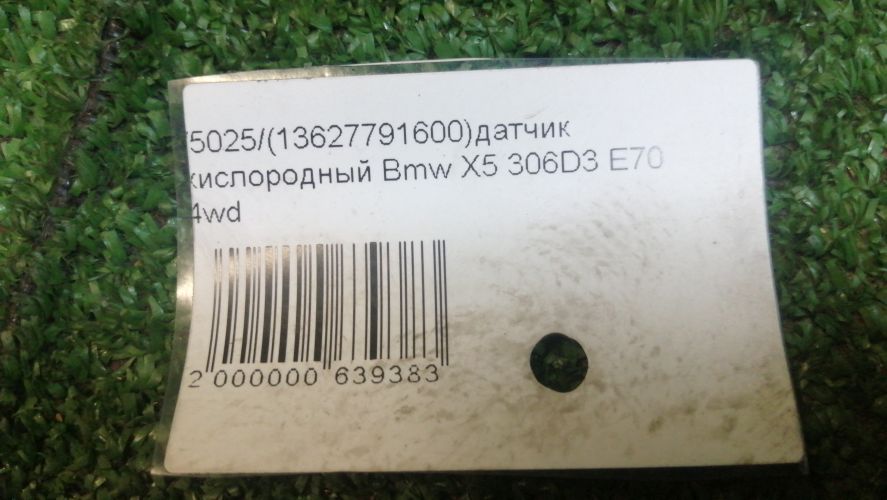 /5025/(13627791600)датчик
кислородный Bmw X5 306D3 E70
4wd
2 000000 639383